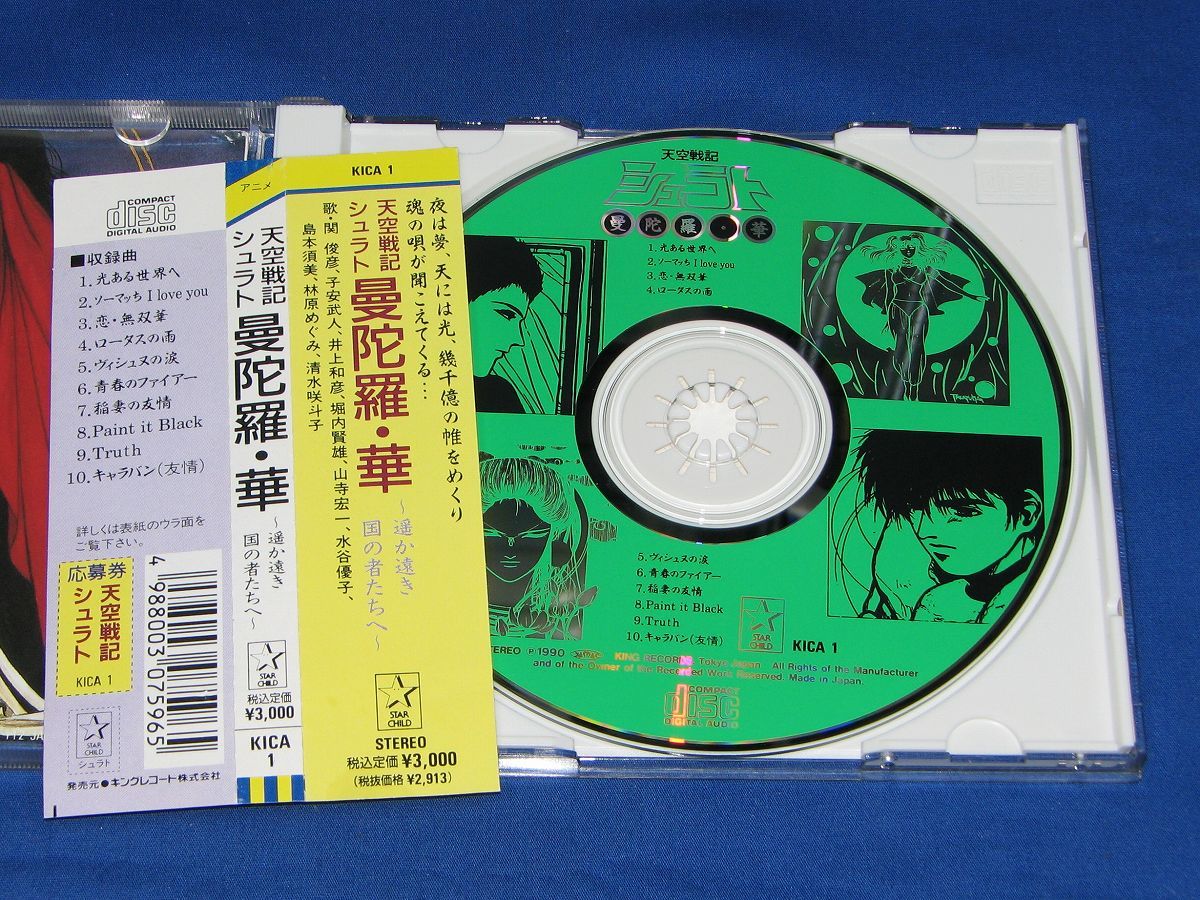 COMPACT
disc
DIGITAL AUDIO
■収録曲
1.光ある世界へ
2.ソーマッち I love you
3.恋・無双華
4.ロータスの雨
5.ヴィシュヌの涙
6.青春のファイアー
7.稲妻の友情
8.Paint it Black
9.Truth
10.キャラバン(友情)
詳しくは表紙のウラ面を
ご覧下さい。
応募券
天空戦記
シュラト
KICA 1
4 988003 075965
STAR
CHILD
シュラト
発売元●キングレコード株式会社
アニメ
天空戦記
シュラト
曼陀羅・華
〜遥か遠き
国の者たちへ〜
STAR
CHILD
税込定価
¥3,000
KICA
1
KICA 1
夜は夢、天には光、幾千億の帷をめくり
魂の唄が聞こえてくる…
天空戦記
シュラト
曼陀羅・華
〜遥か遠き
国の者たちへ〜
歌・関 俊彦、子安武人、井上和彦、堀内賢雄、山寺宏一、水谷優子、
島本須美、林原めぐみ、清水咲斗子
STAR
CHILD
STEREO
税込定価 ¥3,000
(税抜価格 ¥2,913)
天空戦記
シュラト
曼陀羅・華
1.光ある世界へ
2.ソーマッち I love you
3.恋・無双華
4.ロータスの雨
5.ヴィシュヌの涙
6.青春のファイアー
7.稲妻の友情
8.Paint it Black
9.Truth
10.キャラバン(友情)
STAR
CHILD
KICA 1
STEREO ℗1990 KING RECORDS, Tokyo Japan. All Rights of the Manufacturer
and of the Owner of the Recorded Work Reserved. Made in Japan.
COMPACT
disc
DIGITAL AUDIO